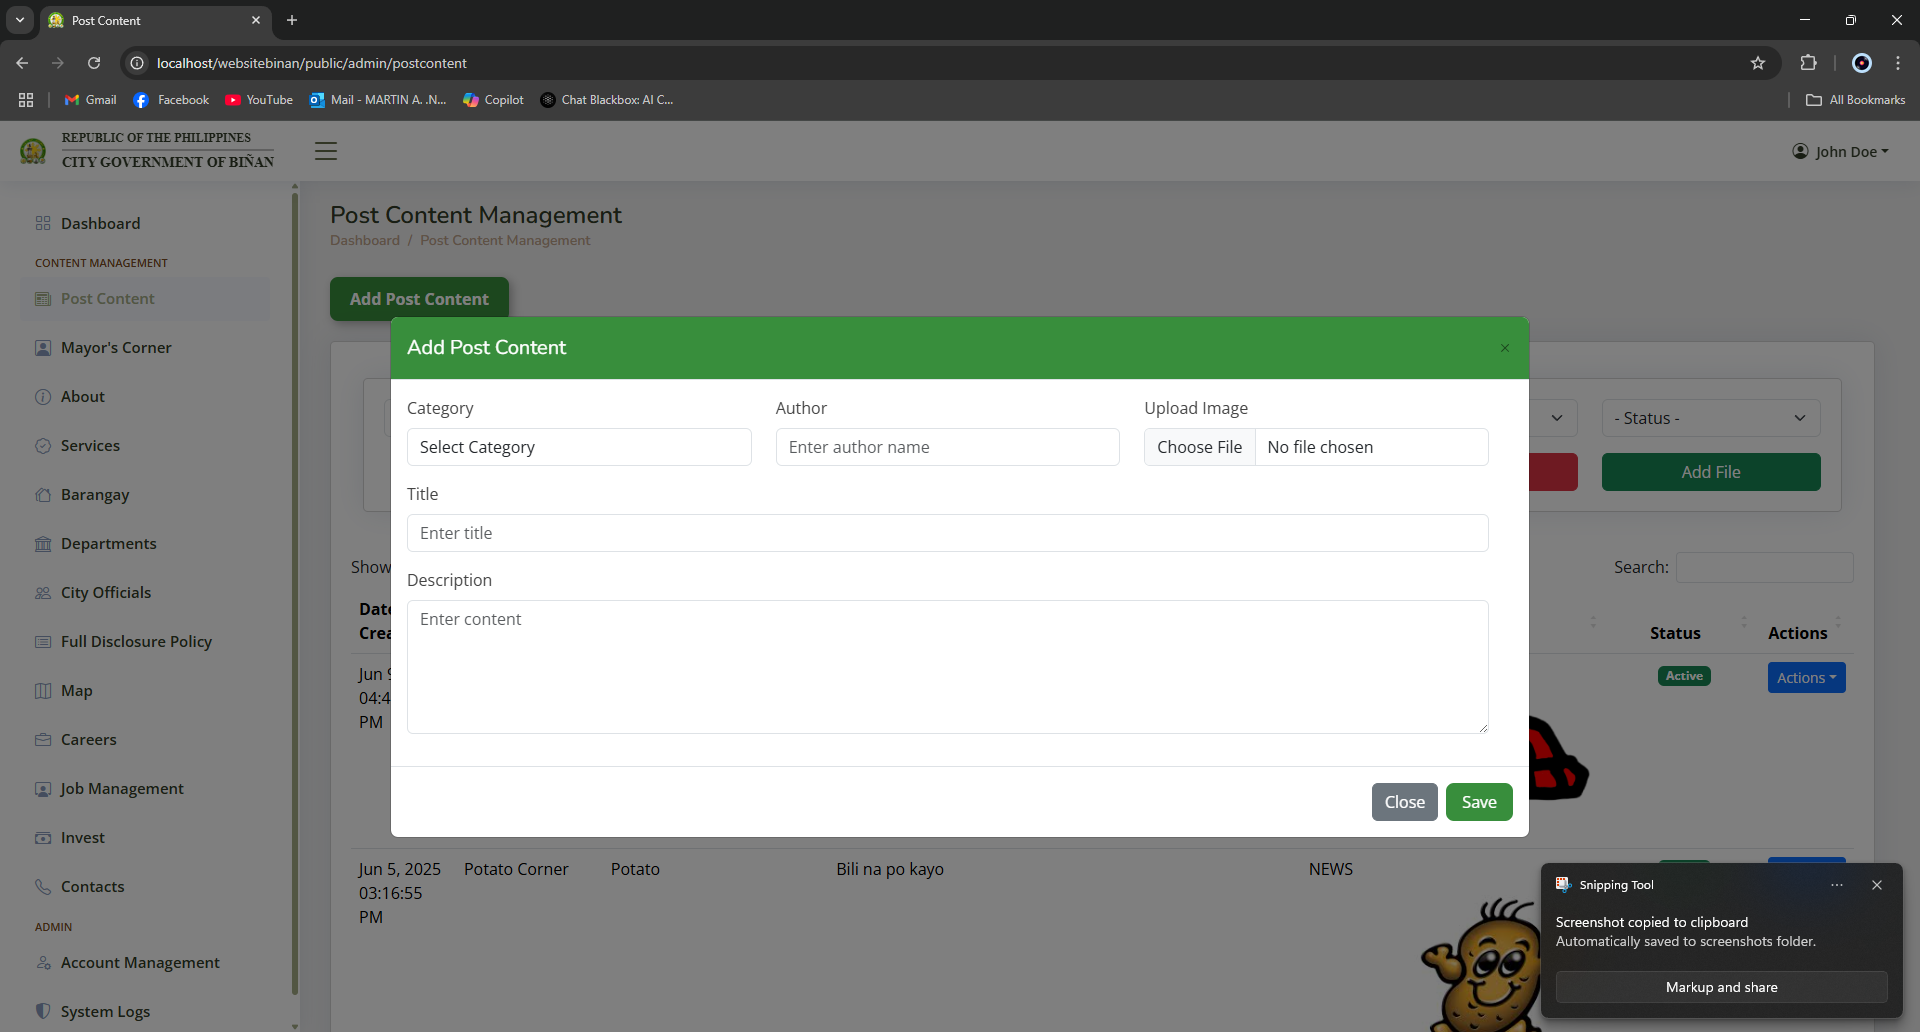 Post Content
localhost/websitebinan/public/admin/postcontent
Gmail
Facebook
YouTube
Mail - MARTIN A. .N...
Copilot
Chat Blackbox: AI C...
All Bookmarks
REPUBLIC OF THE PHILIPPINES
CITY GOVERNMENT OF BIÑAN
John Doe
Dashboard
CONTENT MANAGEMENT
Post Content
Mayor's Corner
About
Services
Barangay
Departments
City Officials
Full Disclosure Policy
Map
Careers
Job Management
Invest
Contacts
ADMIN
Account Management
System Logs
Post Content Management
Dashboard / Post Content Management
Add Post Content
Add Post Content
Category
Author
Upload Image
Select Category
Enter author name
Choose File
No file chosen
Title
Enter title
Description
Enter content
Close
Save
- Status -
Add File
Show
Search:
Status
Actions
04:4
PM
Active
Actions
Jun 5, 2025
03:16:55
PM
Potato Corner
Potato
Bili na po kayo
NEWS
Snipping Tool
Screenshot copied to clipboard
Automatically saved to screenshots folder.
Markup and share